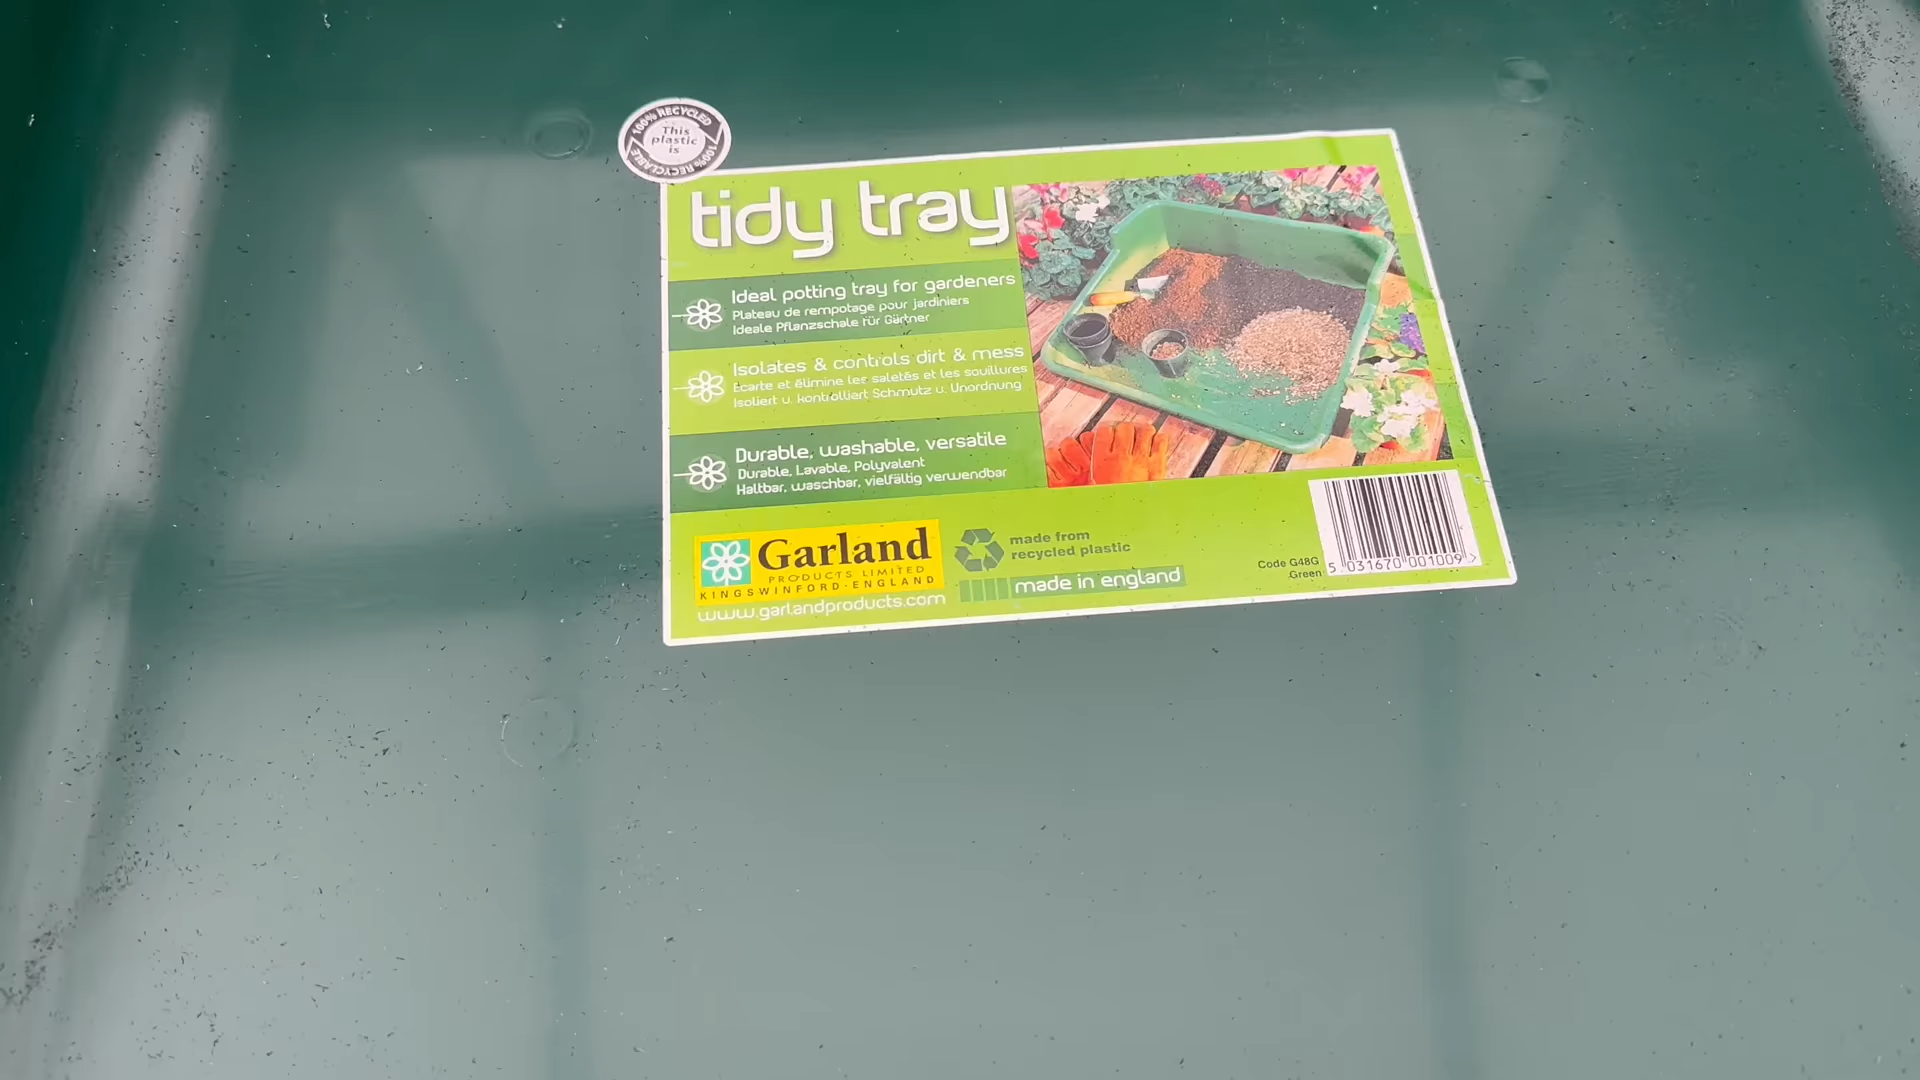 100% RECYCLED
This
plastic
is
100% RECYCLABLE
tidy tray
Ideal potting tray for gardeners
Plateau de rempotage pour jardiniers
Ideale Pflanzschale für Gärtner
Isolates & controls dirt & mess
Écarte et élimine les saletés et les souillures
Isoliert u. kontrolliert Schmutz u. Unordnung
Durable, washable, versatile
Durable, Lavable, Polyvalent
Haltbar, waschbar, vielfältig verwendbar
Garland
PRODUCTS LIMITED
KINGSWINFORD·ENGLAND
www.garlandproducts.com
made from
recycled plastic
made in england
Code G48G
Green
5 031670 001009 >